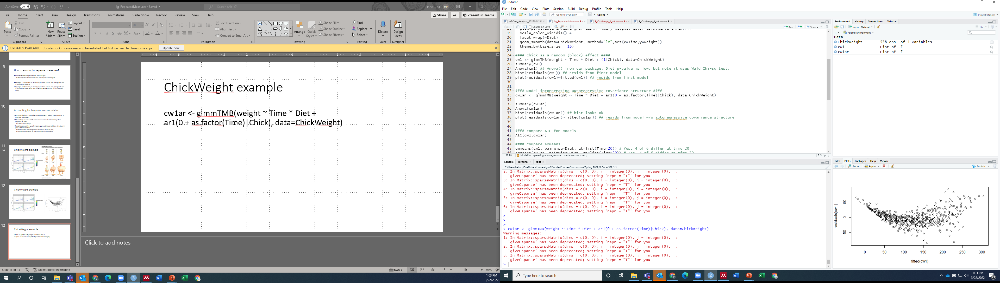 AutoSave On
4g_RepeatedMeasures • Saved
Search (Alt+Q)
Hahn, Phil
HP
File Home Insert Draw Design Transitions Animations Slide Show Record Review View Help
Share
Present in Teams
Paste
Cut
Copy
Format Painter
Clipboard
New Slide
Reuse Slides
Layout
Reset
Section
Slides
Font
Text Direction
Align Text
Convert to SmartArt
Paragraph
Arrange
Quick Styles
Shape Fill
Shape Outline
Shape Effects
Drawing
Find
Replace
Select
Editing
Dictate
Voice
Design Ideas
Designer
UPDATES AVAILABLE Updates for Office are ready to be installed, but first we need to close some apps. Update now
9
How to account for repeated measures?
10
Accounting for temporal autocorrelation
11
ChickWeight example
12
ChickWeight example
13
ChickWeight example
cw1ar <- glmmTMB(weight ~ Time * Diet +
ar1(0 + as.factor(Time)|Chick), data=ChickWeight)
ChickWeight example
cw1ar <- glmmTMB(weight ~ Time * Diet +
ar1(0 + as.factor(Time)|Chick), data=ChickWeight)
Click to add notes
Slide 13 of 13
Accessibility: Investigate
Notes
91%
1:03 PM
3/22/2022
RStudio
File Edit Code View Plots Session Build Debug Profile Tools Help
Go to file/function
Addins
Project: (None)
In2Care_Analysis_20220212.R
4g_RepeatedMeasures.R*
R_Challenge_8_wAnswers.R*
R_Challenge_9_wAnswers.R
Source on Save
Run
Source
19 scale_color_viridis() +
20 facet_wrap(~Diet)+
21 geom_smooth(data=ChickWeight, method="lm",aes(x=Time,y=weight))+
22 theme_bw(base_size = 16)
23
24 #### chick as a random (block) effect ####
25 cw1 <- glmmTMB(weight ~ Time * Diet + (1|Chick), data=ChickWeight)
26 summary(cw1)
27 Anova(cw1) ## Anova() from car package. Diet p-value is low, but note it uses Wald Chi-sq test.
28 hist(residuals(cw1)) ## resids from first model
29 plot(residuals(cw1)~fitted(cw1)) ## resids from first model
30
31
32 #### Model incorperating autoregressive covariance structure ####
33 cw1ar <- glmmTMB(weight ~ Time * Diet + ar1(0 + as.factor(Time)|Chick), data=ChickWeight)
35 summary(cw1ar)
36 Anova(cw1ar)
37 hist(residuals(cw1ar)) ## hist looks ok
38 plot(residuals(cw1ar)~fitted(cw1ar)) ## resids from model w/o autoregressive covariance structure
39
40
41 #### compare AIC for models
42 AIC(cw1,cw1ar)
43
44 #### compare emmeans
45 emmeans(cw1, pairwise~Diet, at=list(Time=20)) # Yes, 4 of 6 differ at time 20
46 emmeans(cw1ar, pairwise~Diet, at=list(Time=20)) # Yes, 4 of 6 differ at time 20
38:99 Model incorperating autoregressive covariance structure
R Script
Console Terminal Jobs
C:/Users/hahnp/OneDrive - University of Florida/Courses/Stats course/Spring 2022/R Code S22/
2: In Matrix::sparseMatrix(dims = c(0, 0), i = integer(0), j = integer(0), :
'giveCsparse' has been deprecated; setting 'repr = "T"' for you
3: In Matrix::sparseMatrix(dims = c(0, 0), i = integer(0), j = integer(0), :
'giveCsparse' has been deprecated; setting 'repr = "T"' for you
4: In Matrix::sparseMatrix(dims = c(0, 0), i = integer(0), j = integer(0), :
'giveCsparse' has been deprecated; setting 'repr = "T"' for you
5: In Matrix::sparseMatrix(dims = c(0, 0), i = integer(0), j = integer(0), :
'giveCsparse' has been deprecated; setting 'repr = "T"' for you
6: In Matrix::sparseMatrix(dims = c(0, 0), i = integer(0), j = integer(0), :
'giveCsparse' has been deprecated; setting 'repr = "T"' for you
>
>
>
> cw1ar <- glmmTMB(weight ~ Time * Diet + ar1(0 + as.factor(Time)|Chick), data=ChickWeight)
Warning messages:
1: In Matrix::sparseMatrix(dims = c(0, 0), i = integer(0), j = integer(0), :
'giveCsparse' has been deprecated; setting 'repr = "T"' for you
2: In Matrix::sparseMatrix(dims = c(0, 0), i = integer(0), j = integer(0), :
'giveCsparse' has been deprecated; setting 'repr = "T"' for you
3: In Matrix::sparseMatrix(dims = c(0, 0), i = integer(0), j = integer(0), :
'giveCsparse' has been deprecated; setting 'repr = "T"' for you
>
Environment History Connections Tutorial
Import Dataset
List
R
Global Environment
Data
ChickWeight 578 obs. of 4 variables
cw1 List of 7
cw1ar List of 7
Files Plots Packages Help Viewer
Zoom
Export
Publish
residuals(cw1)
50
0
-50
0 50 100 150 200 250 300
fitted(cw1)
Type here to search
1:03 PM
3/22/2022
21